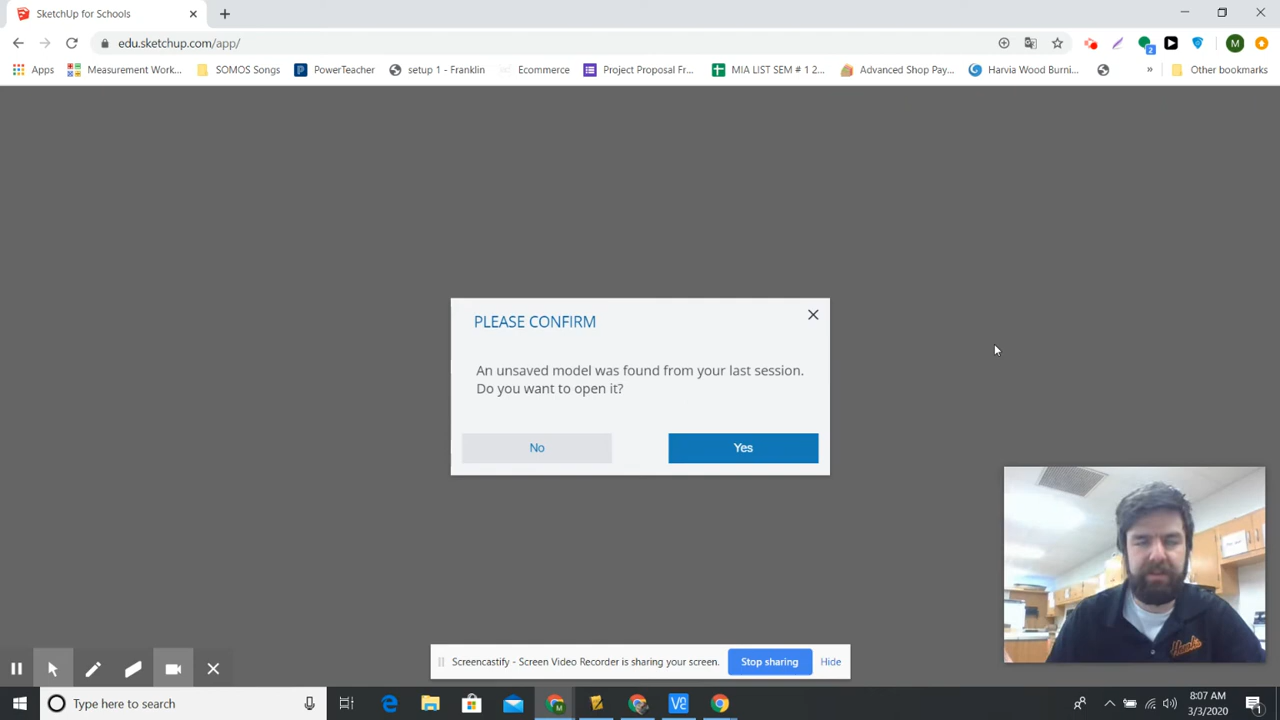 SketchUp for Schools
edu.sketchup.com/app/
2
M
Apps
Measurement Work...
SOMOS Songs
PowerTeacher
setup 1 - Franklin
Ecommerce
Project Proposal Fr...
MIA LIST SEM # 1 2...
Advanced Shop Pay...
Harvia Wood Burni...
»
Other bookmarks
PLEASE CONFIRM
An unsaved model was found from your last session.
Do you want to open it?
No
Yes
Screencastify - Screen Video Recorder is sharing your screen.
Stop sharing
Hide
Type here to search
8:07 AM
3/3/2020
1